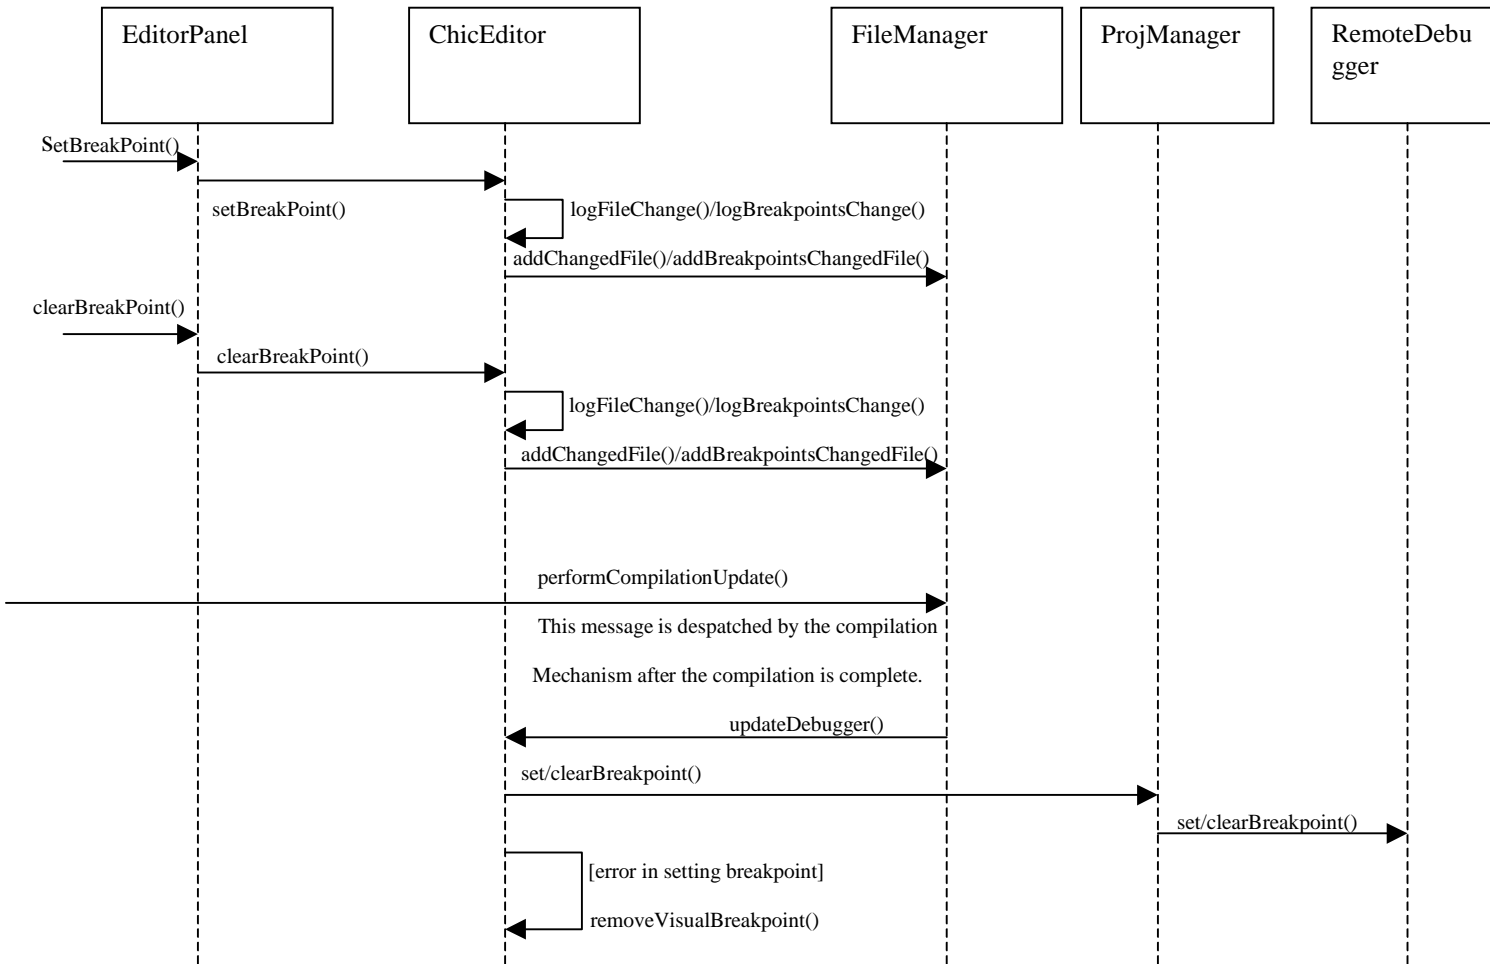 EditorPanel
ChicEditor
FileManager
ProjManager
RemoteDebu
gger
SetBreakPoint()
setBreakPoint()
logFileChange()/logBreakpointsChange()
addChangedFile()/addBreakpointsChangedFile()
clearBreakPoint()
clearBreakPoint()
logFileChange()/logBreakpointsChange()
addChangedFile()/addBreakpointsChangedFile()
performCompilationUpdate()
This message is despatched by the compilation
Mechanism after the compilation is complete.
updateDebugger()
set/clearBreakpoint()
set/clearBreakpoint()
[error in setting breakpoint]
removeVisualBreakpoint()